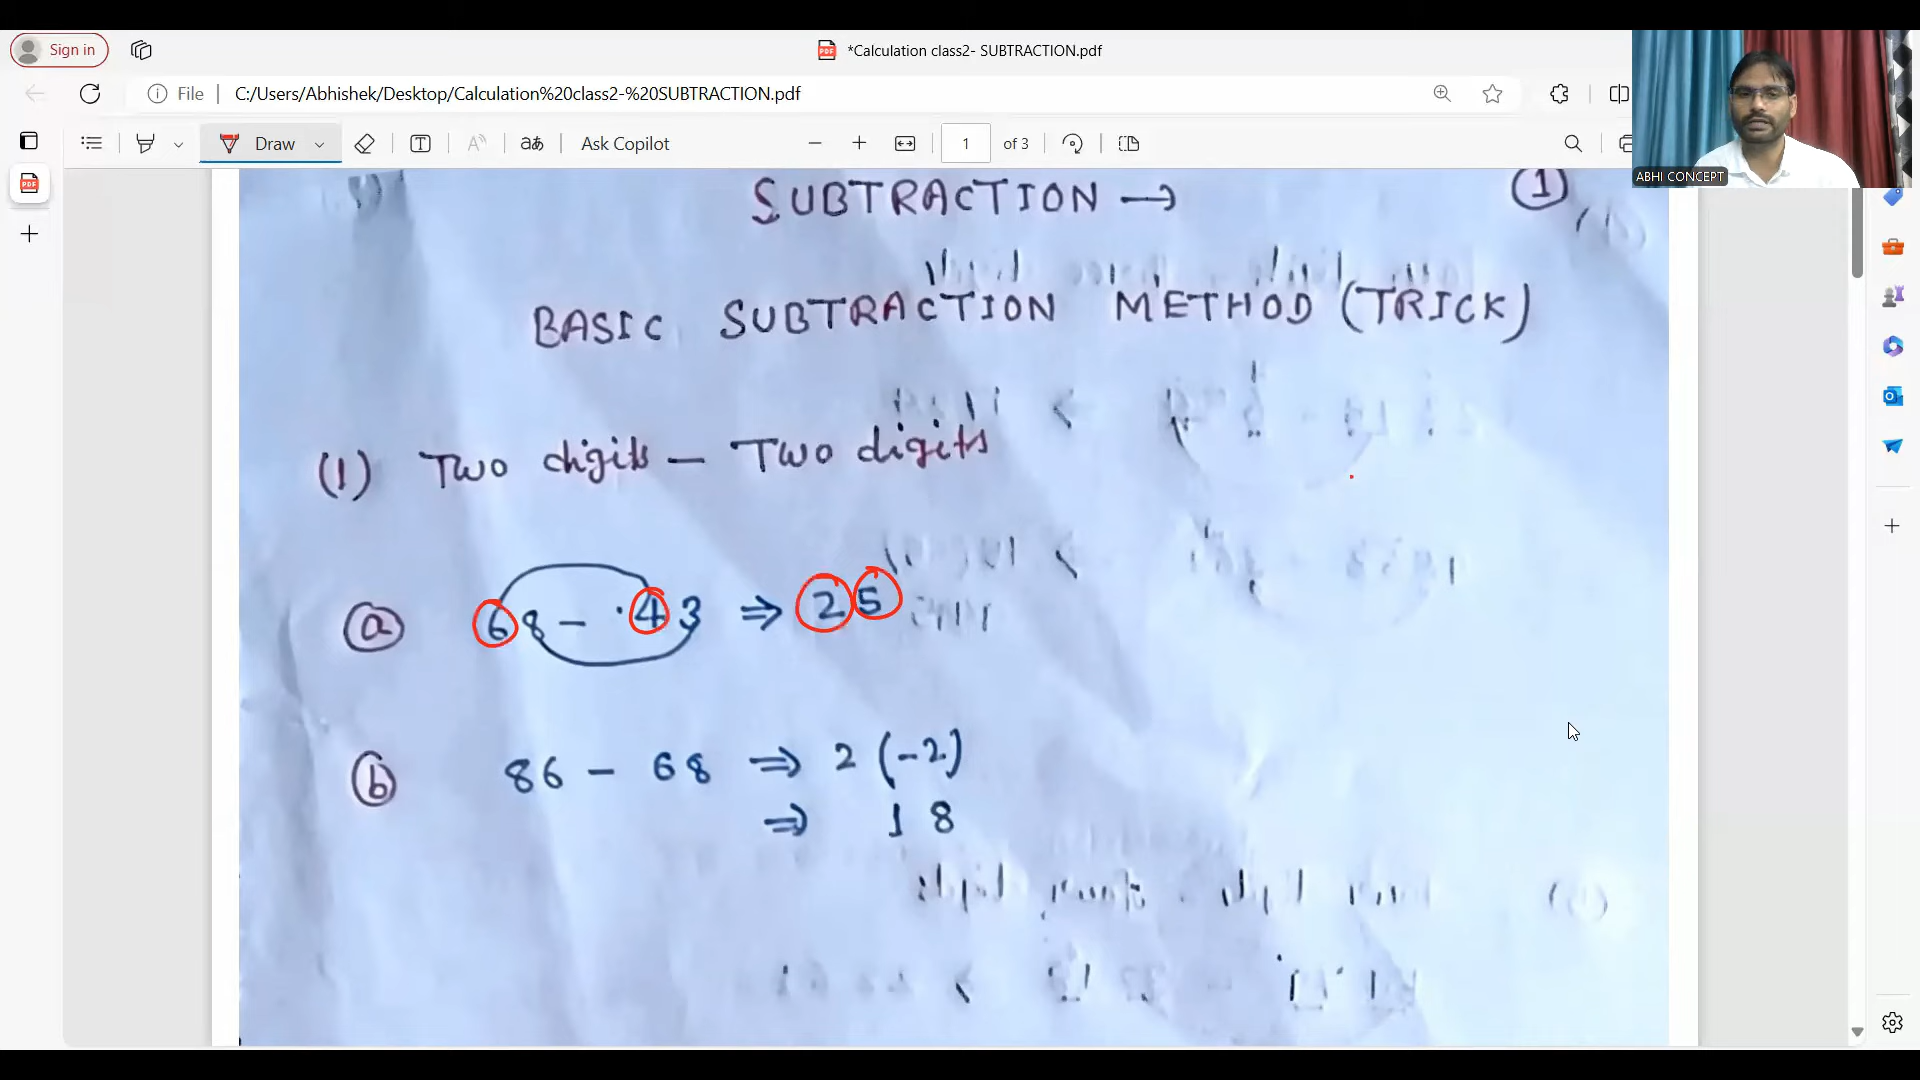 Sign in
*Calculation class2- SUBTRACTION.pdf
File C:/Users/Abhishek/Desktop/Calculation%20class2-%20SUBTRACTION.pdf
Draw aあ Ask Copilot 1 of 3
ABHI CONCEPT
SUBTRACTION → (1)
BASIC SUBTRACTION METHOD (TRICK)
(1) Two digits - Two digits
(a) 68 - 43 ⇒ 25
(b) 86 - 68 ⇒ 2 (-2)
⇒ 18